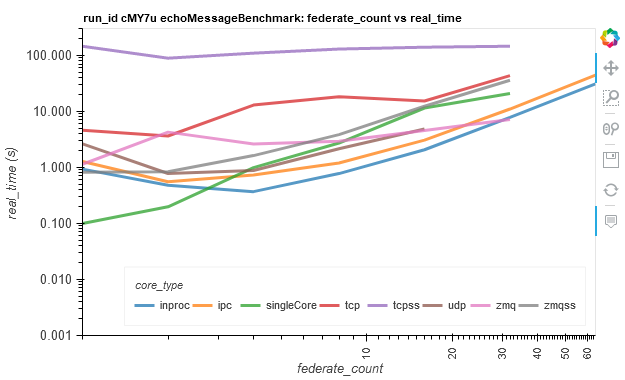 run_id cMY7u echoMessageBenchmark: federate_count vs real_time
100.000
10.000
1.000
0.100
0.010
0.001
real_time (s)
core_type
inproc ipc singleCore tcp tcpss udp zmq zmqss
10 20 30 40 50 60
federate_count